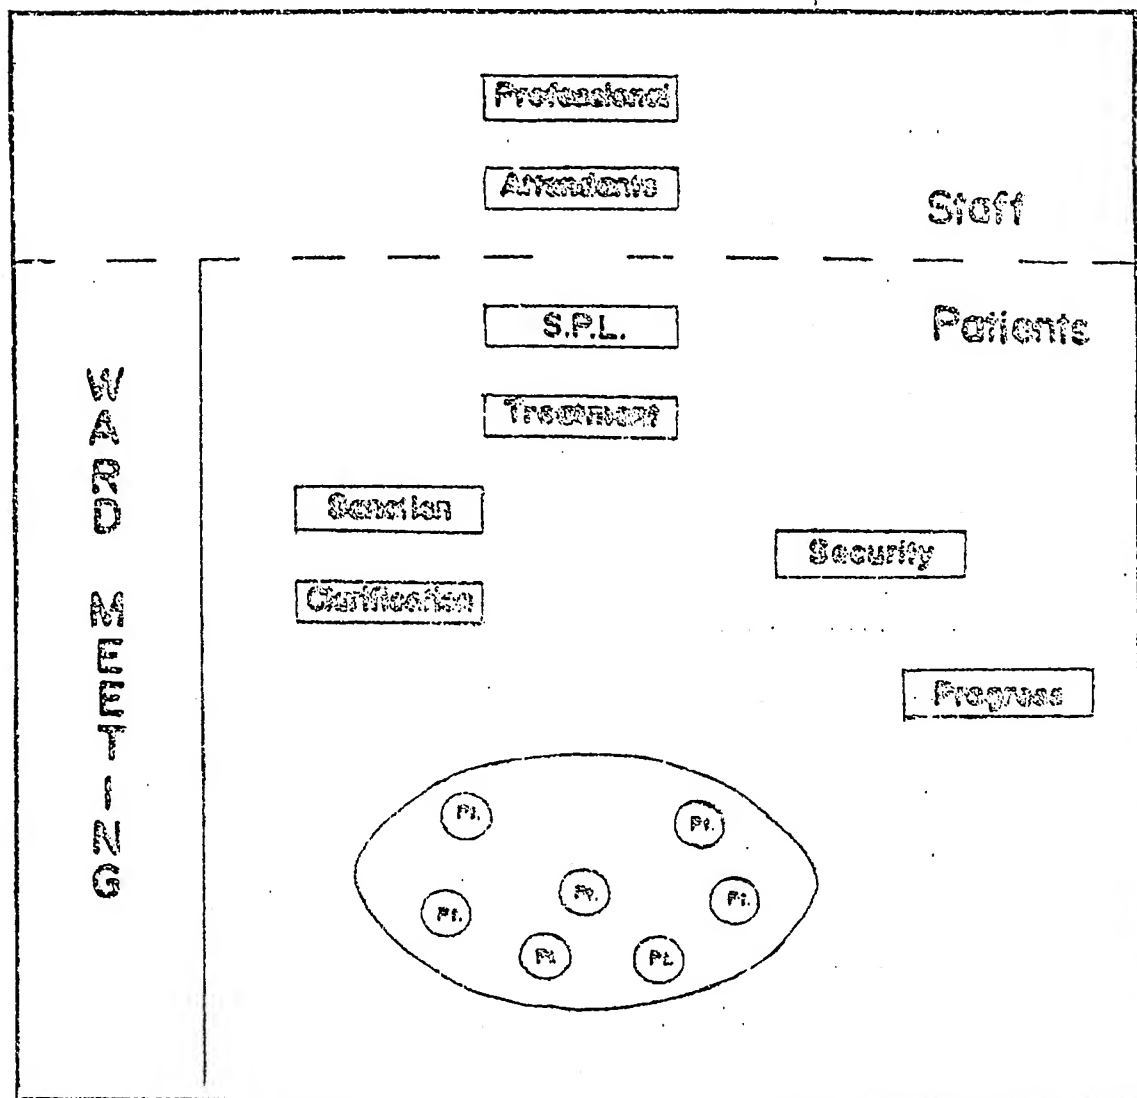 Professional
Attendants
Staff
S.P.L.
Patients
Treatment
Sanction
Security
Clarification
Progress
WARD MEETING
Pt.
Pt.
Pt.
Pt.
Pt.
Pt.
Pt.